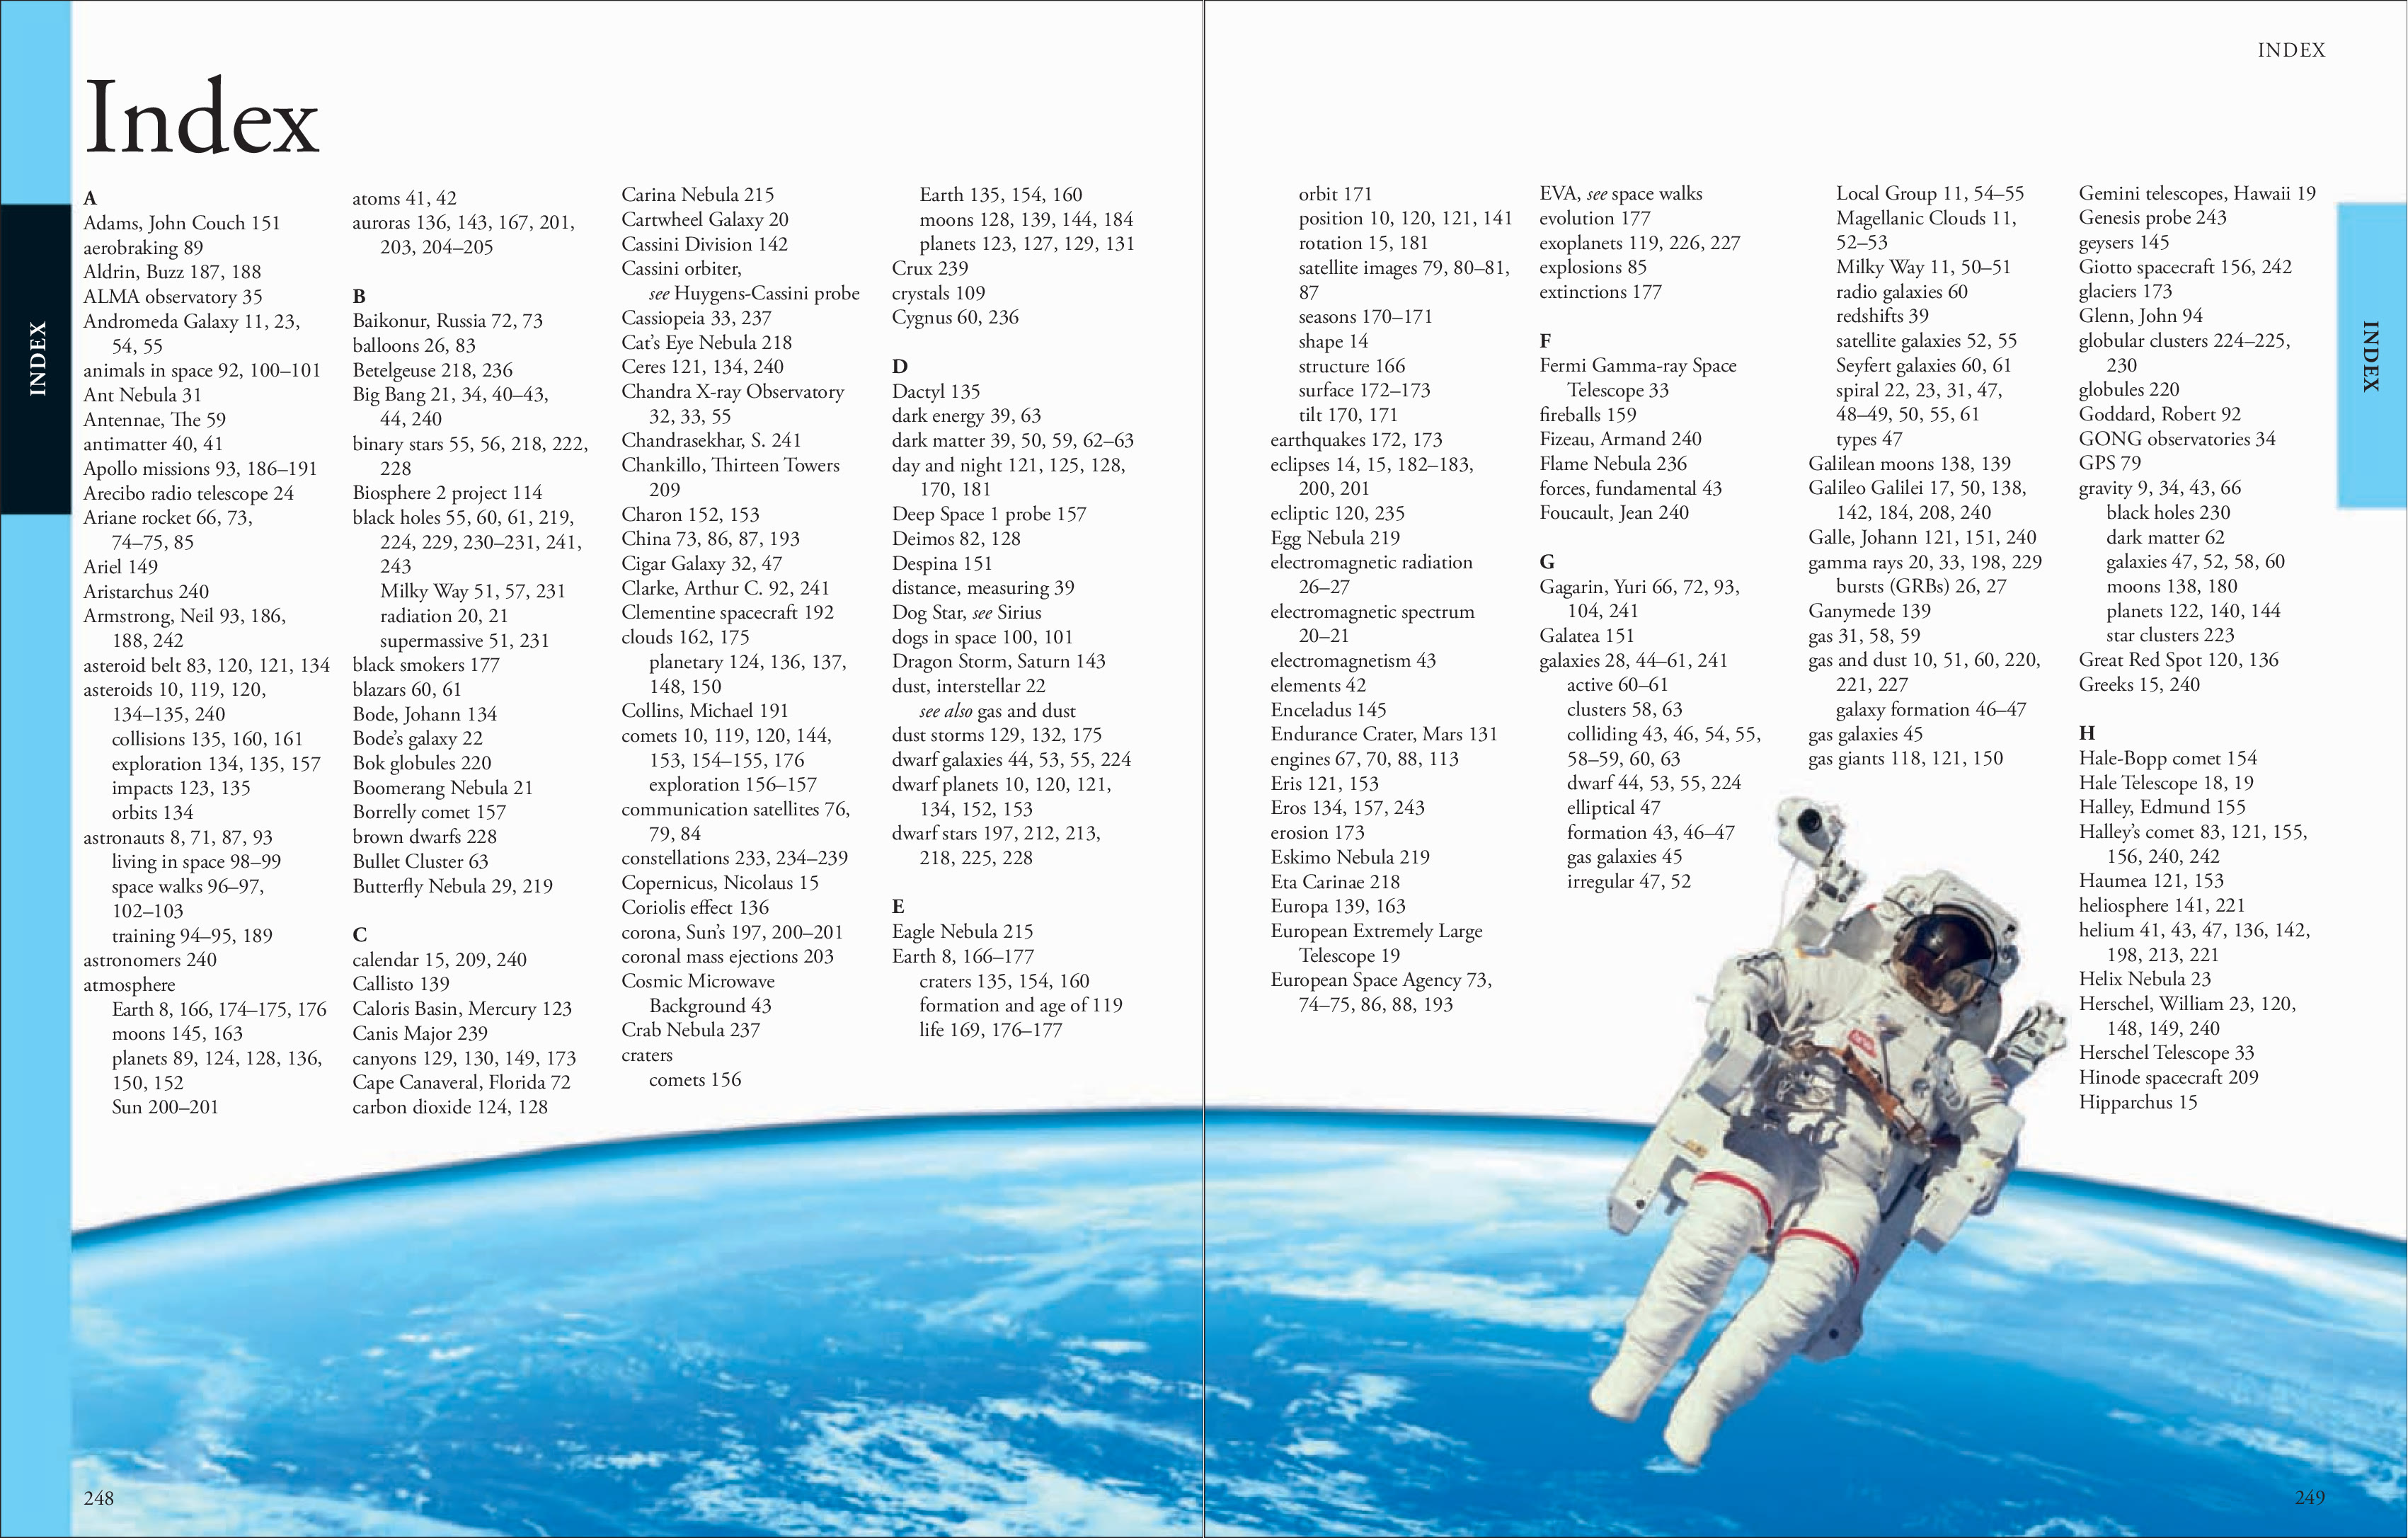 INDEX
Index
A
Adams, John Couch 151
aerobraking 89
Aldrin, Buzz 187, 188
ALMA observatory 35
Andromeda Galaxy 11, 23,
54, 55
animals in space 92, 100–101
Ant Nebula 31
Antennae, The 59
antimatter 40, 41
Apollo missions 93, 186–191
Arecibo radio telescope 24
Ariane rocket 66, 73,
74–75, 85
Ariel 149
Aristarchus 240
Armstrong, Neil 93, 186,
188, 242
asteroid belt 83, 120, 121, 134
asteroids 10, 119, 120,
134–135, 240
collisions 135, 160, 161
exploration 134, 135, 157
impacts 123, 135
orbits 134
astronauts 8, 71, 87, 93
living in space 98–99
space walks 96–97,
102–103
training 94–95, 189
astronomers 240
atmosphere
Earth 8, 166, 174–175, 176
moons 145, 163
planets 89, 124, 128, 136,
150, 152
Sun 200–201
atoms 41, 42
auroras 136, 143, 167, 201,
203, 204–205
B
Baikonur, Russia 72, 73
balloons 26, 83
Betelgeuse 218, 236
Big Bang 21, 34, 40–43,
44, 240
binary stars 55, 56, 218, 222,
228
Biosphere 2 project 114
black holes 55, 60, 61, 219,
224, 229, 230–231, 241,
243
Milky Way 51, 57, 231
radiation 20, 21
supermassive 51, 231
black smokers 177
blazars 60, 61
Bode, Johann 134
Bode’s galaxy 22
Bok globules 220
Boomerang Nebula 21
Borrelly comet 157
brown dwarfs 228
Bullet Cluster 63
Butterfly Nebula 29, 219
C
calendar 15, 209, 240
Callisto 139
Caloris Basin, Mercury 123
Canis Major 239
canyons 129, 130, 149, 173
Cape Canaveral, Florida 72
carbon dioxide 124, 128
Carina Nebula 215
Cartwheel Galaxy 20
Cassini Division 142
Cassini orbiter,
see Huygens-Cassini probe
Cassiopeia 33, 237
Cat’s Eye Nebula 218
Ceres 121, 134, 240
Chandra X-ray Observatory
32, 33, 55
Chandrasekhar, S. 241
Chankillo, Thirteen Towers
209
Charon 152, 153
China 73, 86, 87, 193
Cigar Galaxy 32, 47
Clarke, Arthur C. 92, 241
Clementine spacecraft 192
clouds 162, 175
planetary 124, 136, 137,
148, 150
Collins, Michael 191
comets 10, 119, 120, 144,
153, 154–155, 176
exploration 156–157
communication satellites 76,
79, 84
constellations 233, 234–239
Copernicus, Nicolaus 15
Coriolis effect 136
corona, Sun’s 197, 200–201
coronal mass ejections 203
Cosmic Microwave
Background 43
Crab Nebula 237
craters
comets 156
Earth 135, 154, 160
moons 128, 139, 144, 184
planets 123, 127, 129, 131
Crux 239
crystals 109
Cygnus 60, 236
D
Dactyl 135
dark energy 39, 63
dark matter 39, 50, 59, 62–63
day and night 121, 125, 128,
170, 181
Deep Space 1 probe 157
Deimos 82, 128
Despina 151
distance, measuring 39
Dog Star, see Sirius
dogs in space 100, 101
Dragon Storm, Saturn 143
dust, interstellar 22
see also gas and dust
dust storms 129, 132, 175
dwarf galaxies 44, 53, 55, 224
dwarf planets 10, 120, 121,
134, 152, 153
dwarf stars 197, 212, 213,
218, 225, 228
E
Eagle Nebula 215
Earth 8, 166–177
craters 135, 154, 160
formation and age of 119
life 169, 176–177
248
INDEX
orbit 171
position 10, 120, 121, 141
rotation 15, 181
satellite images 79, 80–81,
87
seasons 170–171
shape 14
structure 166
surface 172–173
tilt 170, 171
earthquakes 172, 173
eclipses 14, 15, 182–183,
200, 201
ecliptic 120, 235
Egg Nebula 219
electromagnetic radiation
26–27
electromagnetic spectrum
20–21
electromagnetism 43
elements 42
Enceladus 145
Endurance Crater, Mars 131
engines 67, 70, 88, 113
Eris 121, 153
Eros 134, 157, 243
erosion 173
Eskimo Nebula 219
Eta Carinae 218
Europa 139, 163
European Extremely Large
Telescope 19
European Space Agency 73,
74–75, 86, 88, 193
EVA, see space walks
evolution 177
exoplanets 119, 226, 227
explosions 85
extinctions 177
F
Fermi Gamma-ray Space
Telescope 33
fireballs 159
Fizeau, Armand 240
Flame Nebula 236
forces, fundamental 43
Foucault, Jean 240
G
Gagarin, Yuri 66, 72, 93,
104, 241
Galatea 151
galaxies 28, 44–61, 241
active 60–61
clusters 58, 63
colliding 43, 46, 54, 55,
58–59, 60, 63
dwarf 44, 53, 55, 224
elliptical 47
formation 43, 46–47
gas galaxies 45
irregular 47, 52
Local Group 11, 54–55
Magellanic Clouds 11,
52–53
Milky Way 11, 50–51
radio galaxies 60
redshifts 39
satellite galaxies 52, 55
Seyfert galaxies 60, 61
spiral 22, 23, 31, 47,
48–49, 50, 55, 61
types 47
Galilean moons 138, 139
Galileo Galilei 17, 50, 138,
142, 184, 208, 240
Galle, Johann 121, 151, 240
gamma rays 20, 33, 198, 229
bursts (GRBs) 26, 27
Ganymede 139
gas 31, 58, 59
gas and dust 10, 51, 60, 220,
221, 227
galaxy formation 46–47
gas galaxies 45
gas giants 118, 121, 150
Gemini telescopes, Hawaii 19
Genesis probe 243
geysers 145
Giotto spacecraft 156, 242
glaciers 173
Glenn, John 94
globular clusters 224–225,
230
globules 220
Goddard, Robert 92
GONG observatories 34
GPS 79
gravity 9, 34, 43, 66
black holes 230
dark matter 62
galaxies 47, 52, 58, 60
moons 138, 180
planets 122, 140, 144
star clusters 223
Great Red Spot 120, 136
Greeks 15, 240
H
Hale-Bopp comet 154
Hale Telescope 18, 19
Halley, Edmund 155
Halley’s comet 83, 121, 155,
156, 240, 242
Haumea 121, 153
heliosphere 141, 221
helium 41, 43, 47, 136, 142,
198, 213, 221
Helix Nebula 23
Herschel, William 23, 120,
148, 149, 240
Herschel Telescope 33
Hinode spacecraft 209
Hipparchus 15
INDEX
249